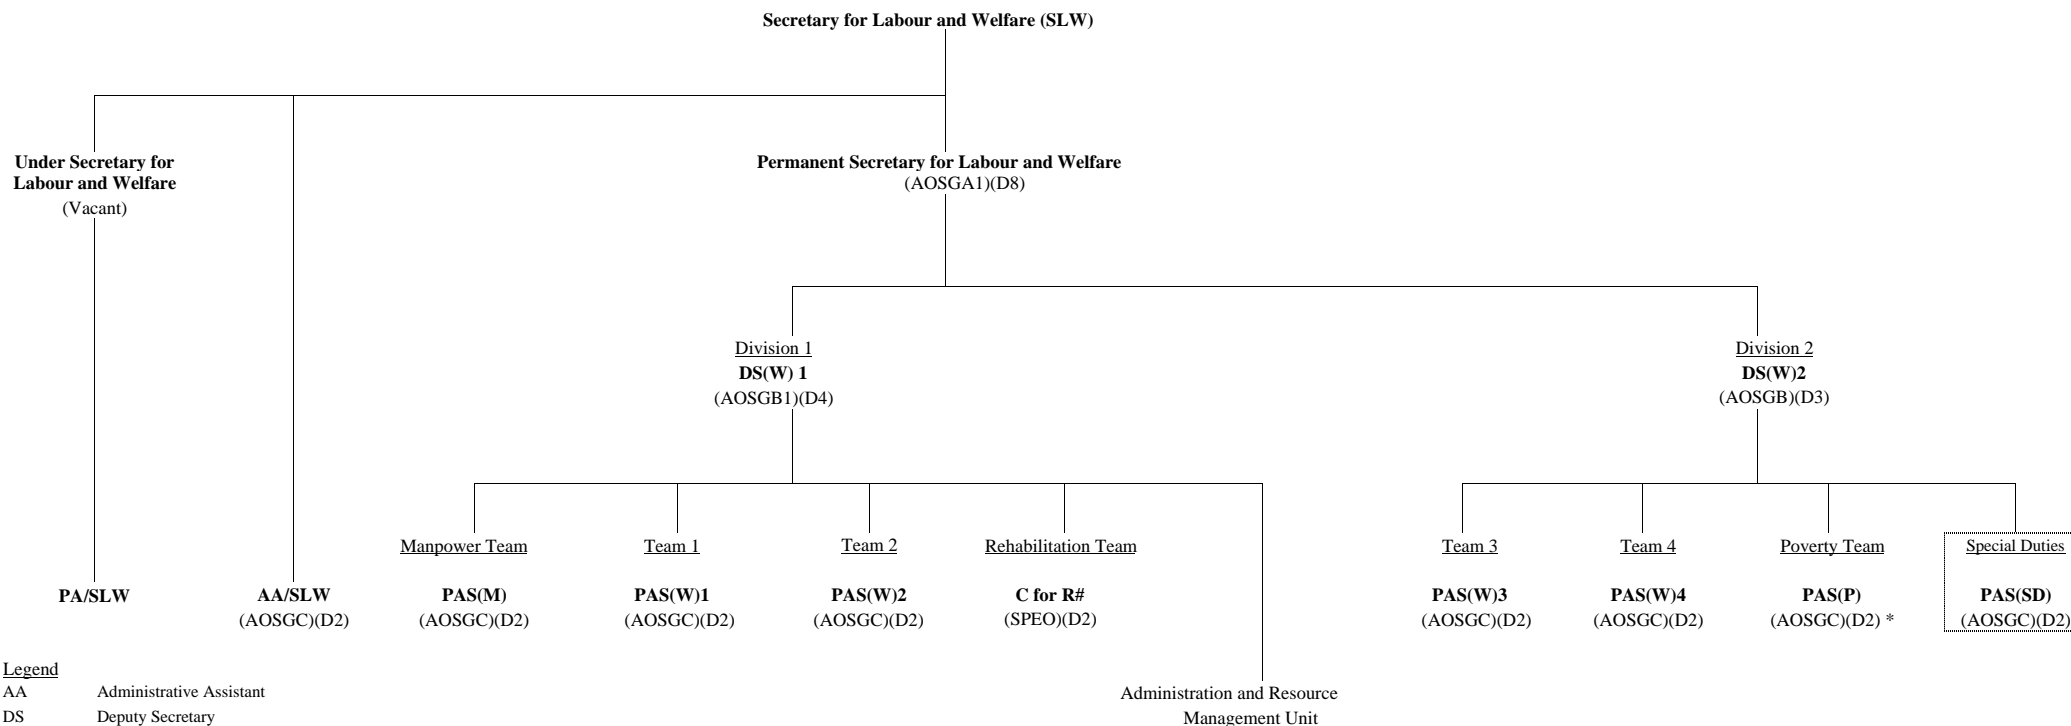 Secretary for Labour and Welfare (SLW)
Under Secretary for
Labour and Welfare
(Vacant)
Permanent Secretary for Labour and Welfare
(AOSGA1)(D8)
Division 1
DS(W) 1
(AOSGB1)(D4)
Division 2
DS(W)2
(AOSGB)(D3)
PA/SLW
AA/SLW
(AOSGC)(D2)
Manpower Team
PAS(M)
(AOSGC)(D2)
Team 1
PAS(W)1
(AOSGC)(D2)
Team 2
PAS(W)2
(AOSGC)(D2)
Rehabilitation Team
C for R#
(SPEO)(D2)
Team 3
PAS(W)3
(AOSGC)(D2)
Team 4
PAS(W)4
(AOSGC)(D2)
Poverty Team
PAS(P)
(AOSGC)(D2) *
Special Duties
PAS(SD)
(AOSGC)(D2)
Administration and Resource
Management Unit
Legend
AA Administrative Assistant
DS Deputy Secretary